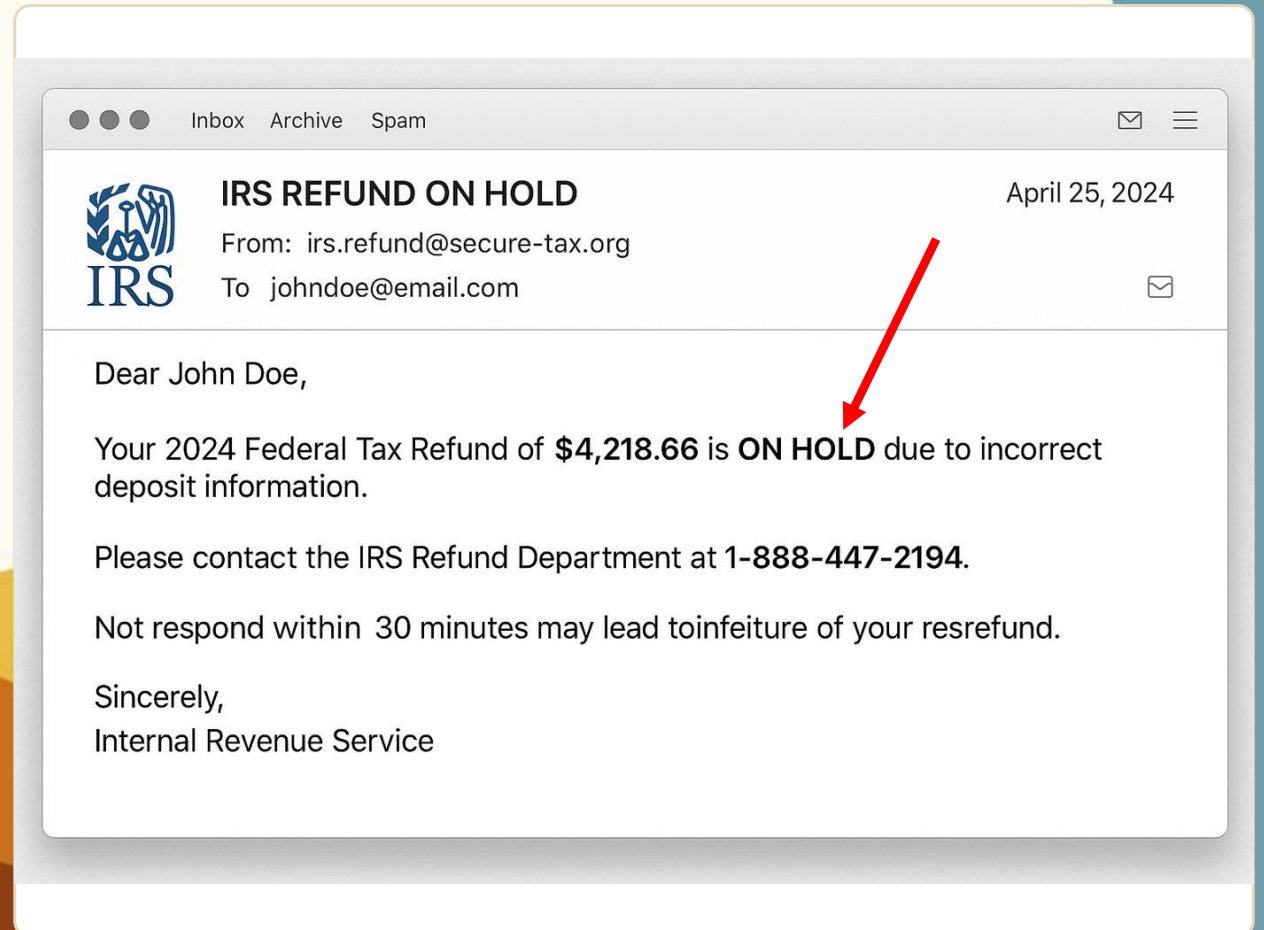 Inbox Archive Spam
IRS
IRS REFUND ON HOLD
April 25, 2024
From: irs.refund@secure-tax.org
To johndoe@email.com
Dear John Doe,
Your 2024 Federal Tax Refund of $4,218.66 is ON HOLD due to incorrect
deposit information.
Please contact the IRS Refund Department at 1-888-447-2194.
Not respond within 30 minutes may lead toinfeiture of your resrefund.
Sincerely,
Internal Revenue Service